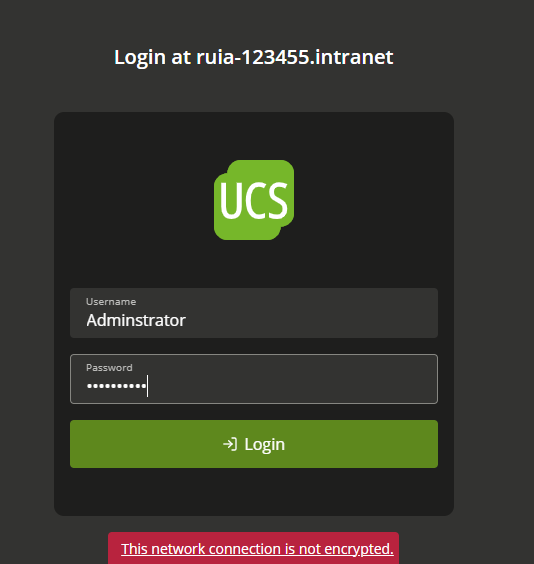 Login at ruia-123455.intranet
UCS
Username
Adminstrator
Password
••••••••••
Login
This network connection is not encrypted.